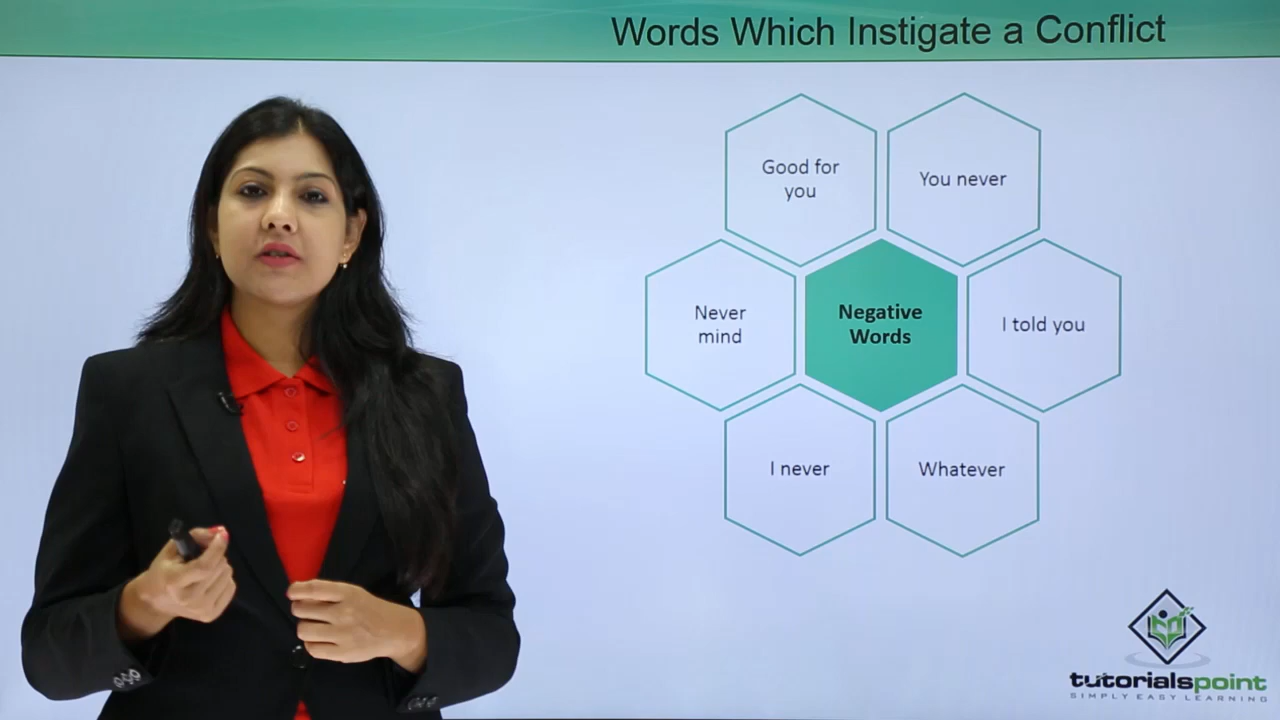 Words Which Instigate a Conflict
Good for
you
You never
Never
mind
Negative
Words
I told you
I never
Whatever
tutorialspoint
SIMPLY EASY LEARNING